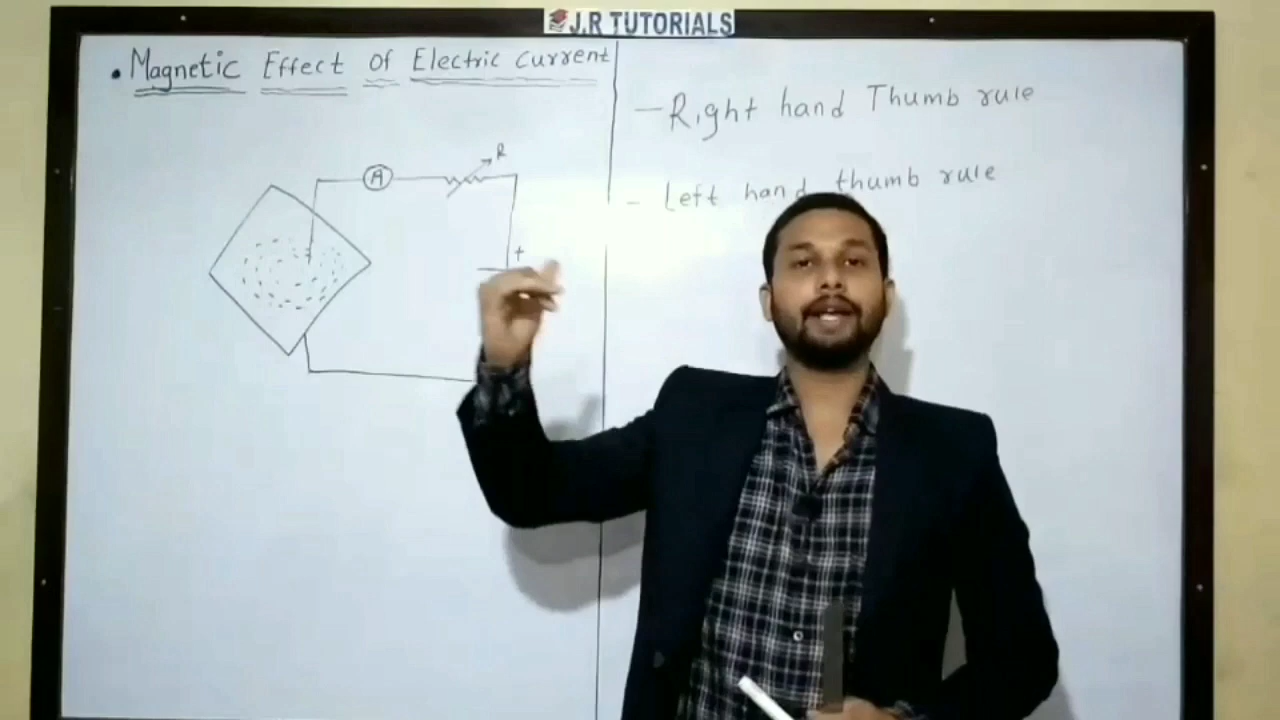 J.R TUTORIALS
• Magnetic Effect of Electric Current
A
R
+
– Right hand Thumb rule
- Left hand thumb rule